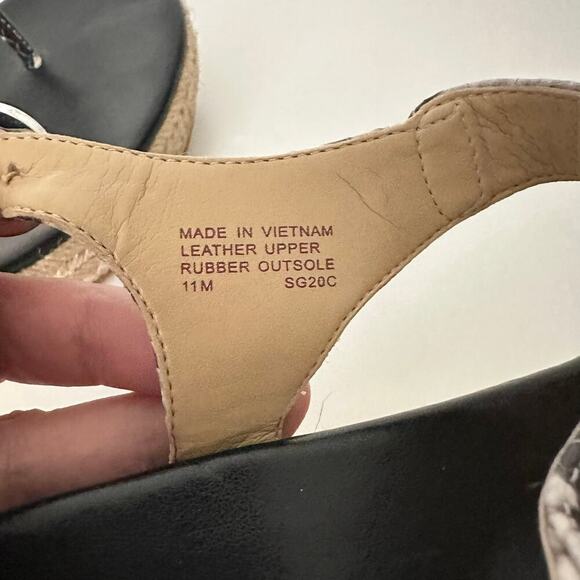 MADE IN VIETNAM
LEATHER UPPER
RUBBER OUTSOLE
11M SG20C